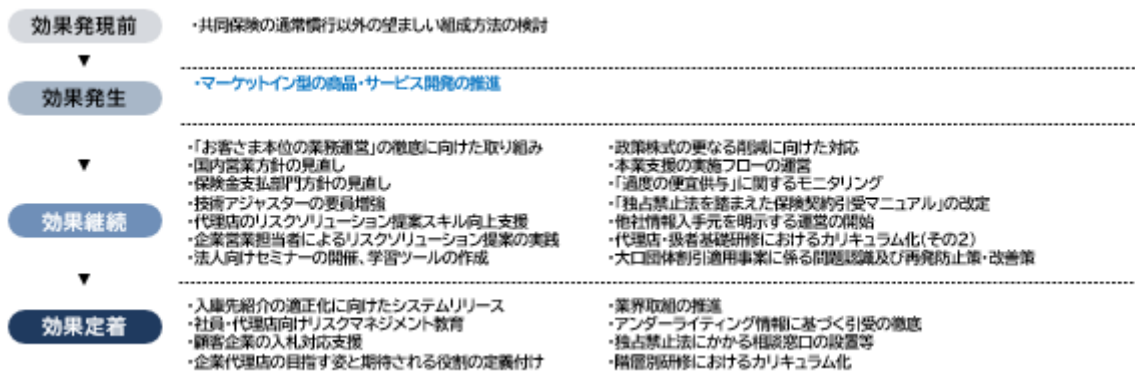 効果発現前
・共同保険の通常慣行以外の望ましい組成方法の検討
▼
効果発生
・マーケットイン型の商品・サービス開発の推進
▼
効果継続
・「お客さま本位の業務運営」の徹底に向けた取り組み
・国内営業方針の見直し
・保険金支払部門方針の見直し
・技術アジャスターの要員増強
・代理店のリスクソリューション提案スキル向上支援
・企業営業担当者によるリスクソリューション提案の実践
・法人向けセミナーの開催、学習ツールの作成
・政策株式の更なる削減に向けた対応
・本業支援の実施フローの運営
・「過度の便宜供与」に関するモニタリング
・「独占禁止法を踏まえた保険契約引受マニュアル」の改定
・他社情報入手元を明示する運営の開始
・代理店・扱者基礎研修におけるカリキュラム化(その2)
・大口団体割引適用事案に係る問題認識及び再発防止策・改善策
▼
効果定着
・入庫先紹介の適正化に向けたシステムリリース
・社員・代理店向けリスクマネジメント教育
・顧客企業の入札対応支援
・企業代理店の目指す姿と期待される役割の定義付け
・業界取組の推進
・アンダーライティング情報に基づく引受の徹底
・独占禁止法にかかる相談窓口の設置等
・階層別研修におけるカリキュラム化